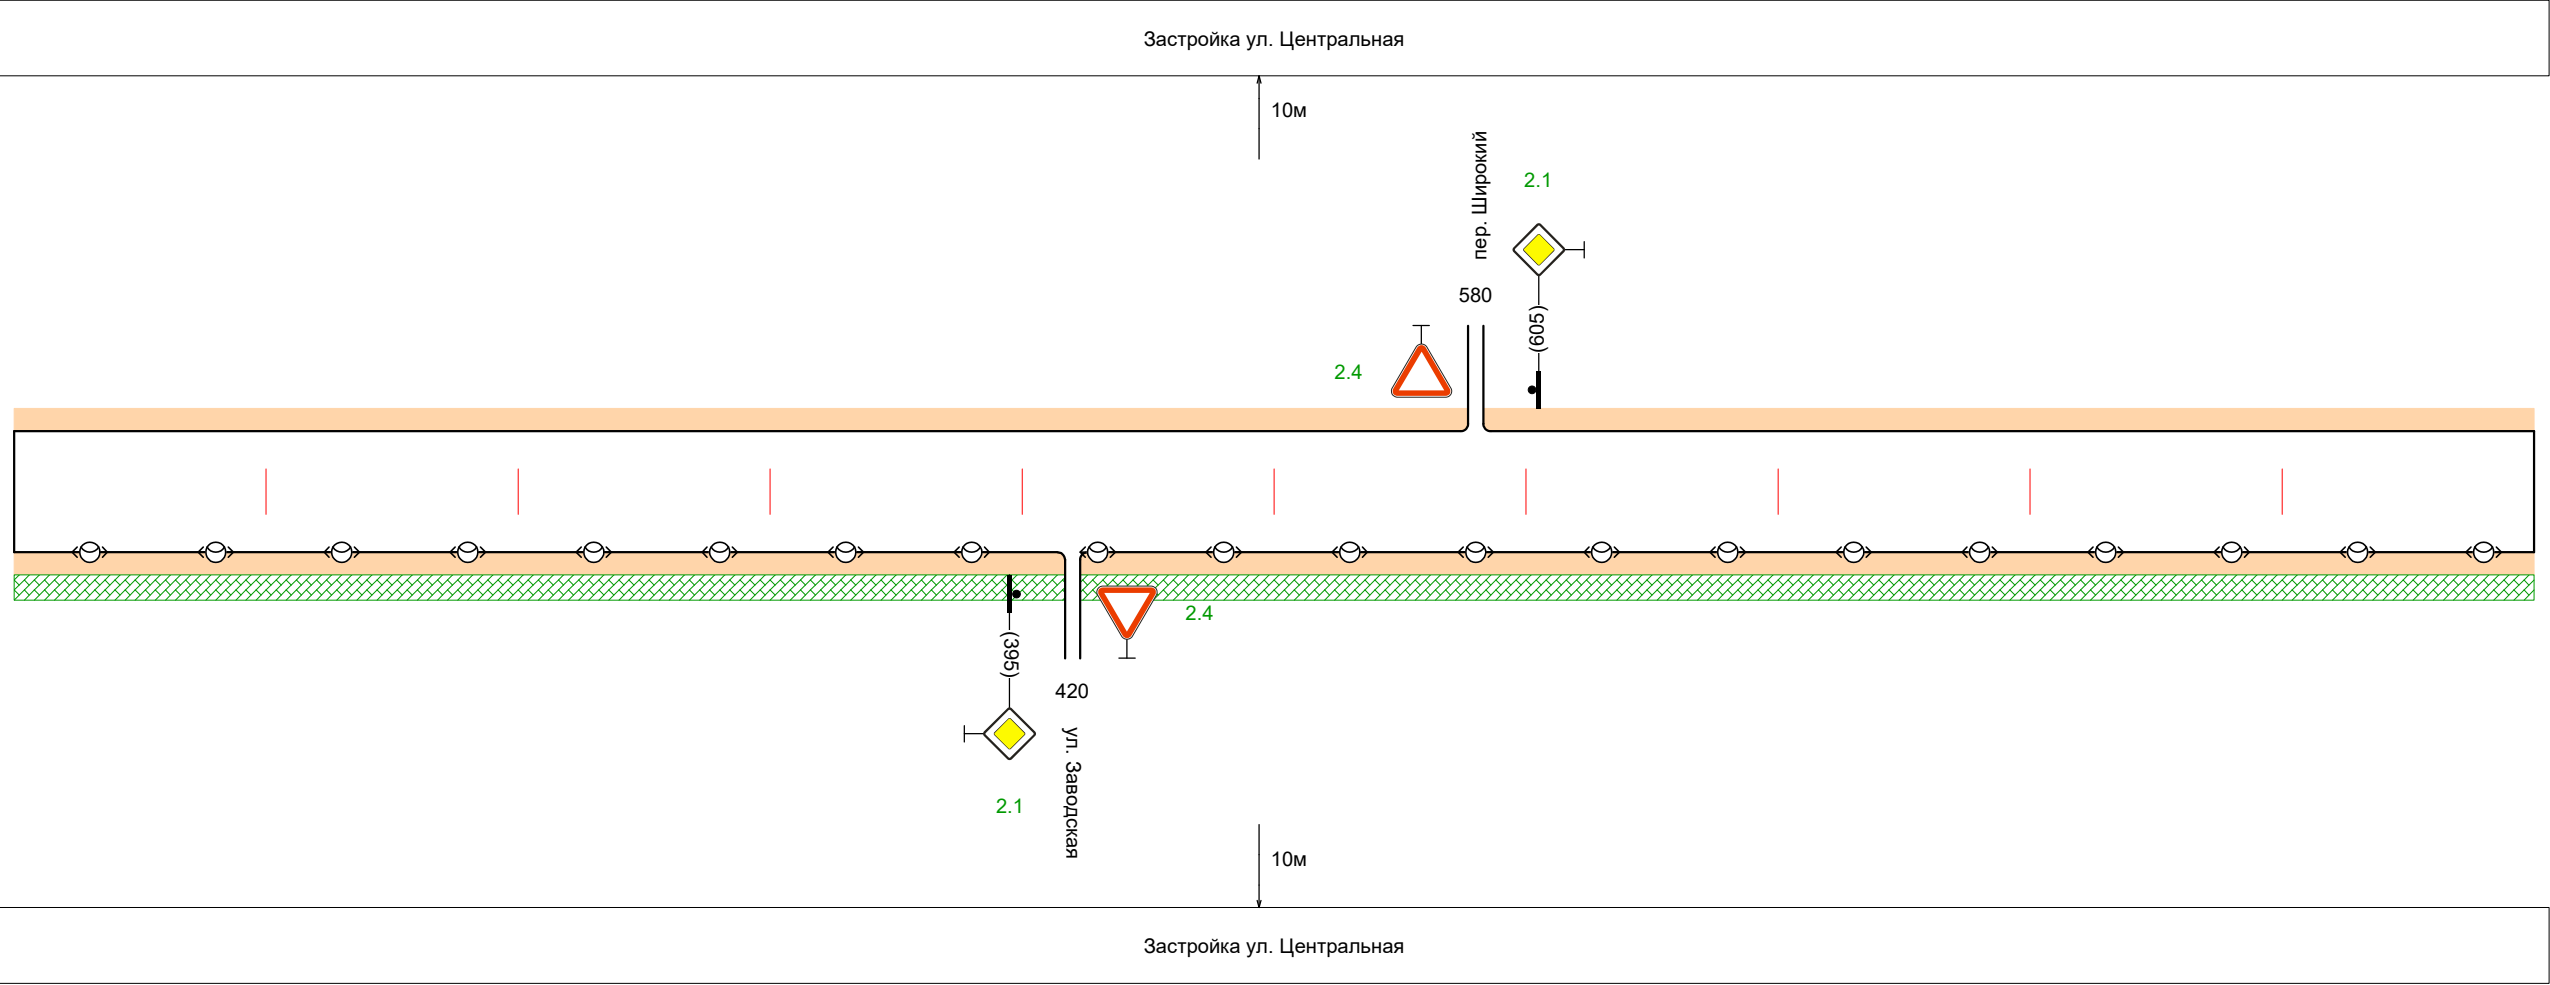 Застройка ул. Центральная
10м
пер. Широкий
2.1
580
(605)
2.4
2.4
(395)
420
ул. Заводская
2.1
10м
Застройка ул. Центральная